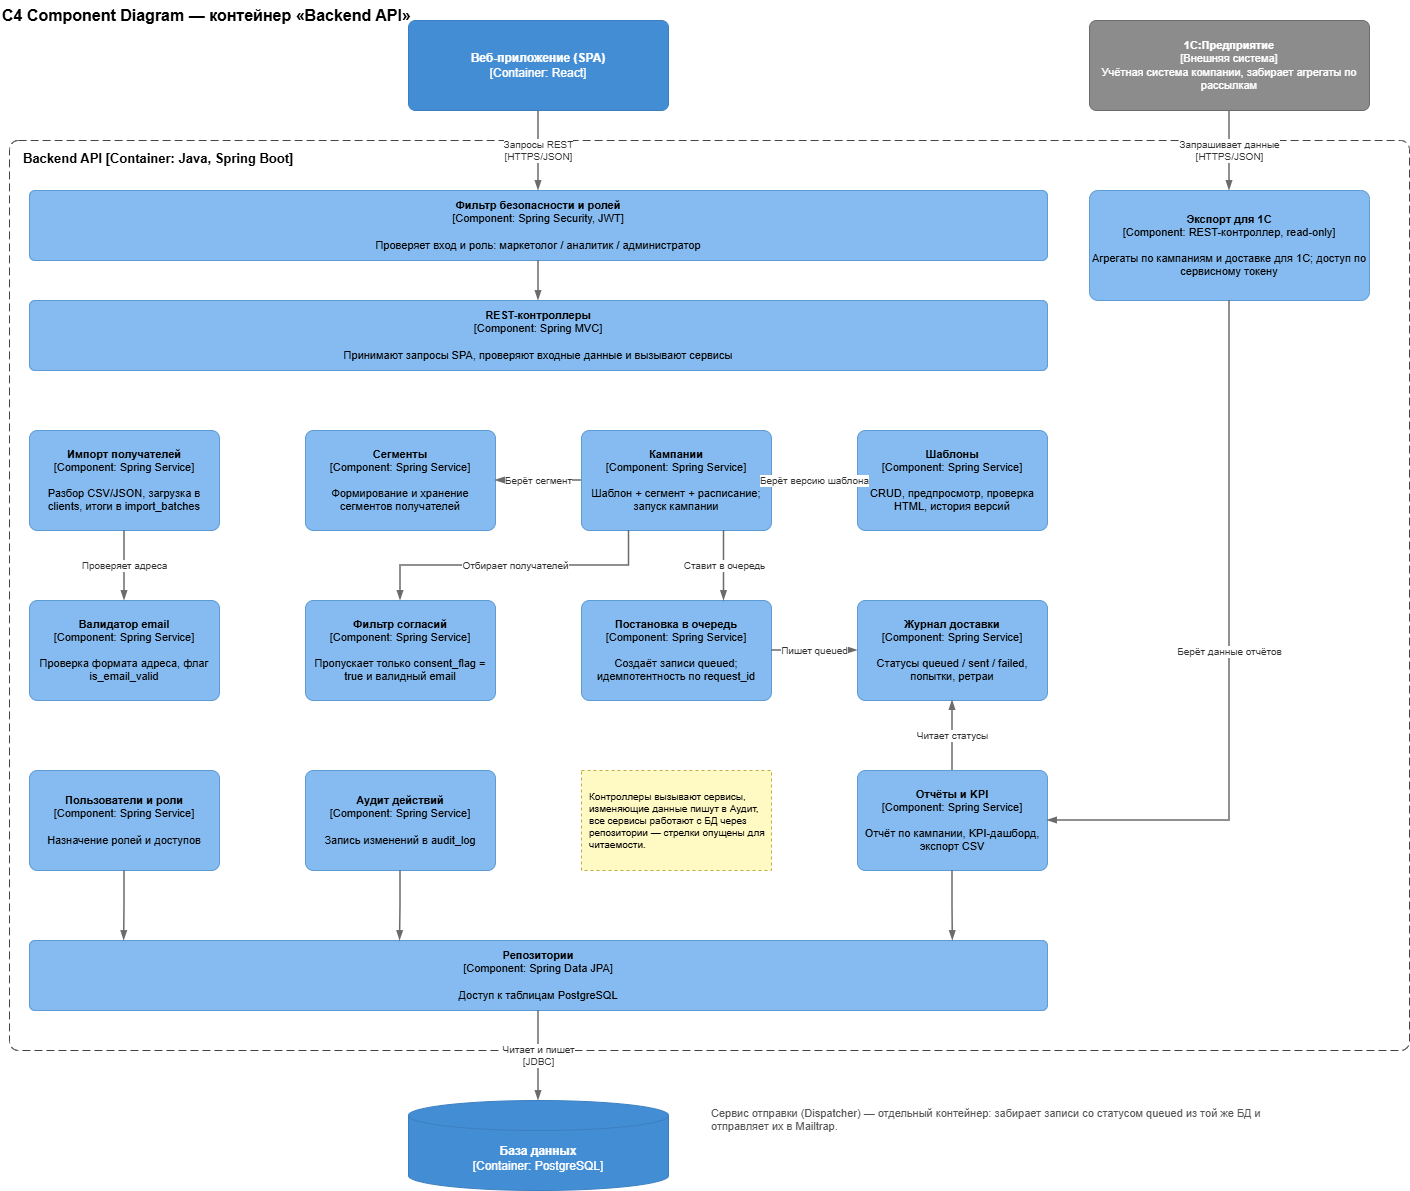 C4 Component Diagram — контейнер «Backend API»
Веб-приложение (SPA)
[Container: React]
1С:Предприятие
[Внешняя система]
Учётная система компании, забирает агрегаты по
рассылкам
Запросы REST
[HTTPS/JSON]
Запрашивает данные
[HTTPS/JSON]
Backend API [Container: Java, Spring Boot]
Фильтр безопасности и ролей
[Component: Spring Security, JWT]
Проверяет вход и роль: маркетолог / аналитик / администратор
Экспорт для 1С
[Component: REST-контроллер, read-only]
Агрегаты по кампаниям и доставке для 1С; доступ по
сервисному токену
REST-контроллеры
[Component: Spring MVC]
Принимают запросы SPA, проверяют входные данные и вызывают сервисы
Импорт получателей
[Component: Spring Service]
Разбор CSV/JSON, загрузка в
clients, итоги в import_batches
Сегменты
[Component: Spring Service]
Формирование и хранение
сегментов получателей
Берёт сегмент
Кампании
[Component: Spring Service]
Шаблон + сегмент + расписание;
запуск кампании
Берёт версию шаблона
Шаблоны
[Component: Spring Service]
CRUD, предпросмотр, проверка
HTML, история версий
Проверяет адреса
Отбирает получателей
Ставит в очередь
Валидатор email
[Component: Spring Service]
Проверка формата адреса, флаг
is_email_valid
Фильтр согласий
[Component: Spring Service]
Пропускает только consent_flag =
true и валидный email
Постановка в очередь
[Component: Spring Service]
Создаёт записи queued;
идемпотентность по request_id
Пишет queued
Журнал доставки
[Component: Spring Service]
Статусы queued / sent / failed,
попытки, ретраи
Берёт данные отчётов
Читает статусы
Пользователи и роли
[Component: Spring Service]
Назначение ролей и доступов
Аудит действий
[Component: Spring Service]
Запись изменений в audit_log
Контроллеры вызывают сервисы,
изменяющие данные пишут в Аудит,
все сервисы работают с БД через
репозитории — стрелки опущены для
читаемости.
Отчёты и KPI
[Component: Spring Service]
Отчёт по кампании, KPI-дашборд,
экспорт CSV
Репозитории
[Component: Spring Data JPA]
Доступ к таблицам PostgreSQL
Читает и пишет
[JDBC]
База данных
[Container: PostgreSQL]
Сервис отправки (Dispatcher) — отдельный контейнер: забирает записи со статусом queued из той же БД и
отправляет их в Mailtrap.